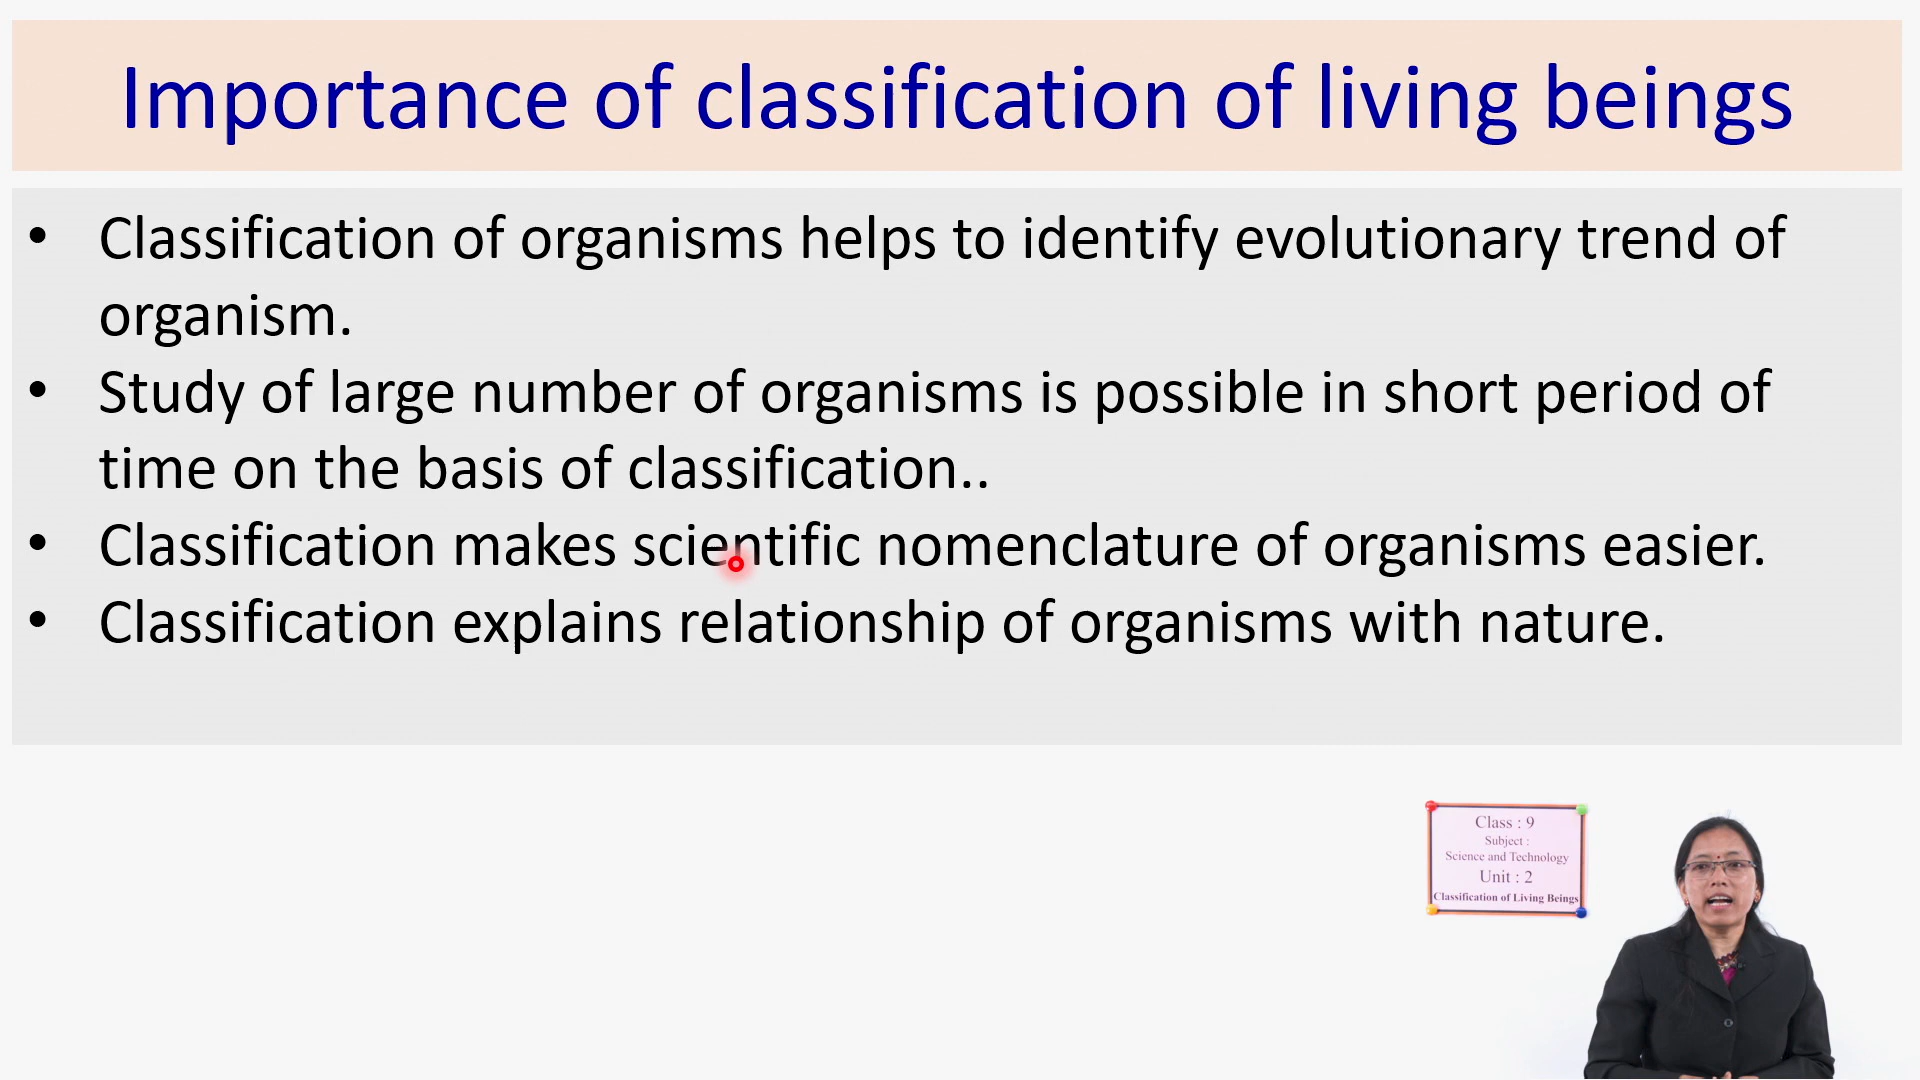 Importance of classification of living beings
• Classification of organisms helps to identify evolutionary trend of
organism.
• Study of large number of organisms is possible in short period of
time on the basis of classification..
• Classification makes scientific nomenclature of organisms easier.
• Classification explains relationship of organisms with nature.
Class : 9
Subject :
Science and Technology
Unit : 2
Classification of Living Beings